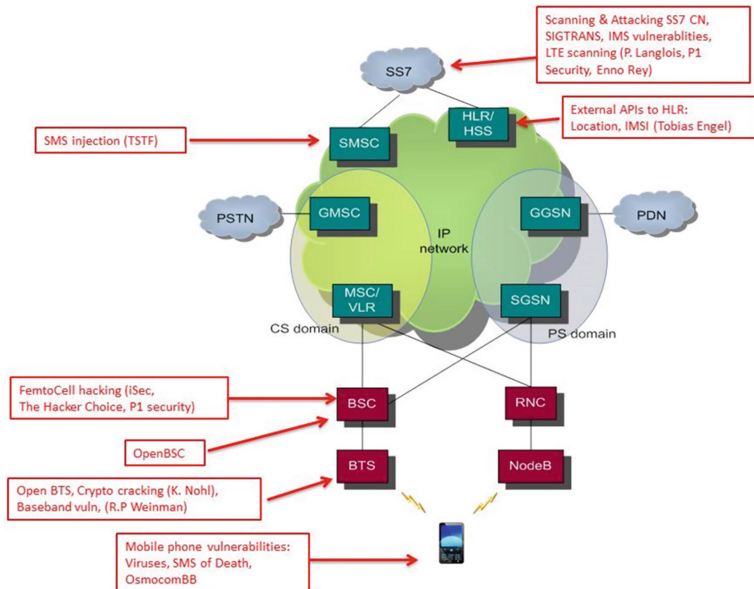 Scanning & Attacking SS7 CN,
SIGTRANS, IMS vulnerablities,
LTE scanning (P. Langlois, P1
Security, Enno Rey)
SS7
External APIs to HLR:
Location, IMSI (Tobias Engel)
HLR/
HSS
SMS injection (TSTF)
SMSC
PSTN
GMSC
IP
network
GGSN
PDN
MSC/
VLR
SGSN
CS domain
PS domain
FemtoCell hacking (iSec,
The Hacker Choice, P1 security)
BSC
RNC
OpenBSC
BTS
NodeB
Open BTS, Crypto cracking (K. Nohl),
Baseband vuln, (R.P Weinman)
Mobile phone vulnerabilities:
Viruses, SMS of Death,
OsmocomBB